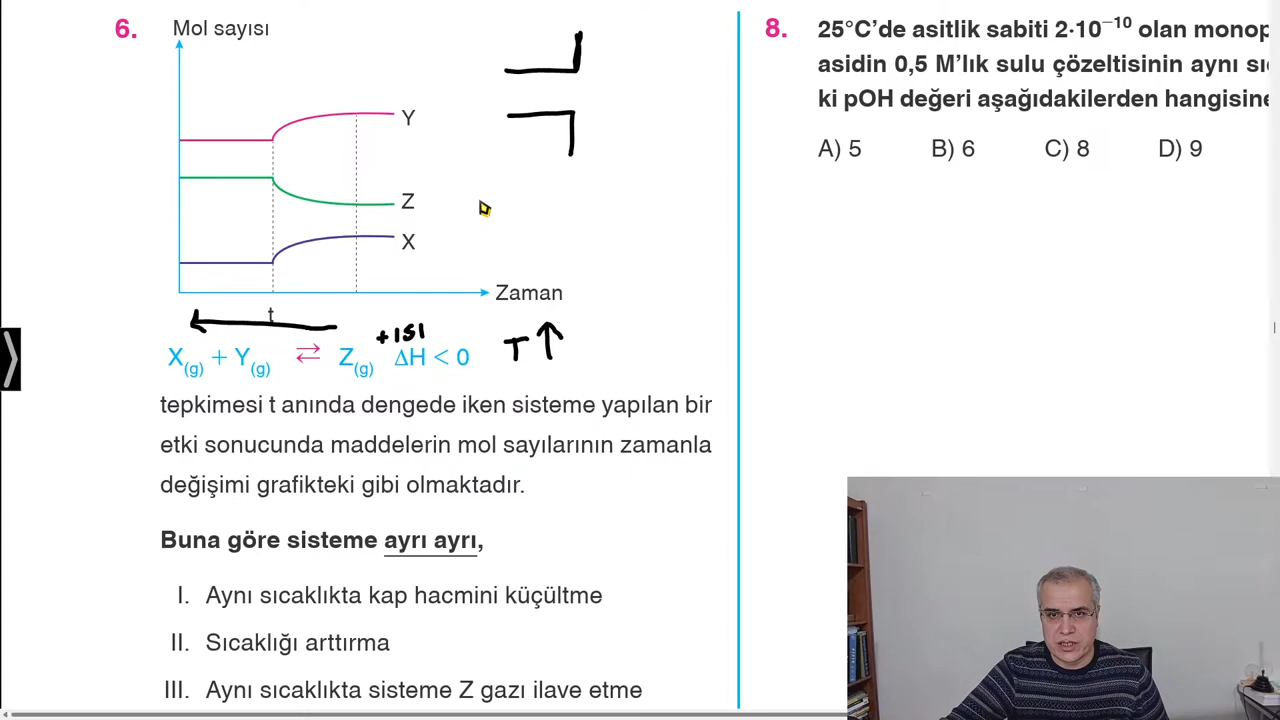 6.
Mol sayısı
Y
Z
X
Zaman
t
+ısı
X(g) + Y(g) ⇄ Z(g) ΔH < 0
T ↑
tepkimesi t anında dengede iken sisteme yapılan bir
etki sonucunda maddelerin mol sayılarının zamanla
değişimi grafikteki gibi olmaktadır.
Buna göre sisteme ayrı ayrı,
I. Aynı sıcaklıkta kap hacmini küçültme
II. Sıcaklığı arttırma
III. Aynı sıcaklıkta sisteme Z gazı ilave etme
8.
25°C’de asitlik sabiti 2·10⁻¹⁰ olan monop
asidin 0,5 M’lık sulu çözeltisinin aynı sı
ki pOH değeri aşağıdakilerden hangisine
A) 5 B) 6 C) 8 D) 9